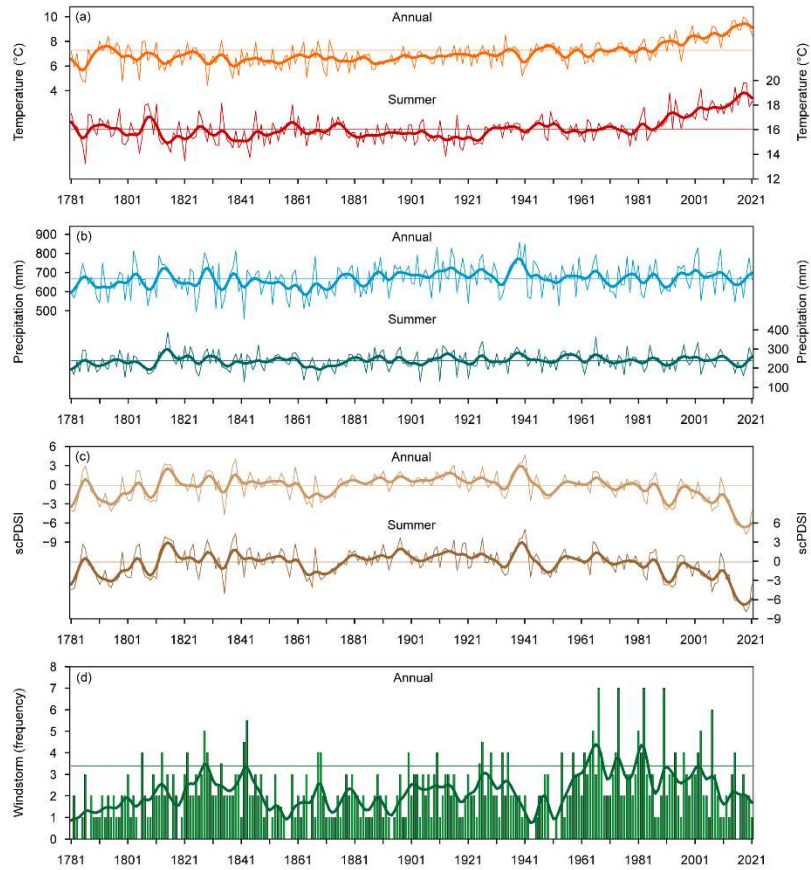 (a) Annual
10
8
6
4
Temperature (°C)
Summer
20
18
16
14
12
Temperature (°C)
1781 1801 1821 1841 1861 1881 1901 1921 1941 1961 1981 2001 2021
(b) Annual
900
800
700
600
500
Precipitation (mm)
Summer
400
300
200
100
Precipitation (mm)
1781 1801 1821 1841 1861 1881 1901 1921 1941 1961 1981 2001 2021
(c) Annual
6
3
0
−3
−6
−9
scPDSI
Summer
6
3
0
−3
−6
−9
scPDSI
1781 1801 1821 1841 1861 1881 1901 1921 1941 1961 1981 2001 2021
(d) Annual
8
7
6
5
4
3
2
1
0
Windstorm (frequency)
1781 1801 1821 1841 1861 1881 1901 1921 1941 1961 1981 2001 2021